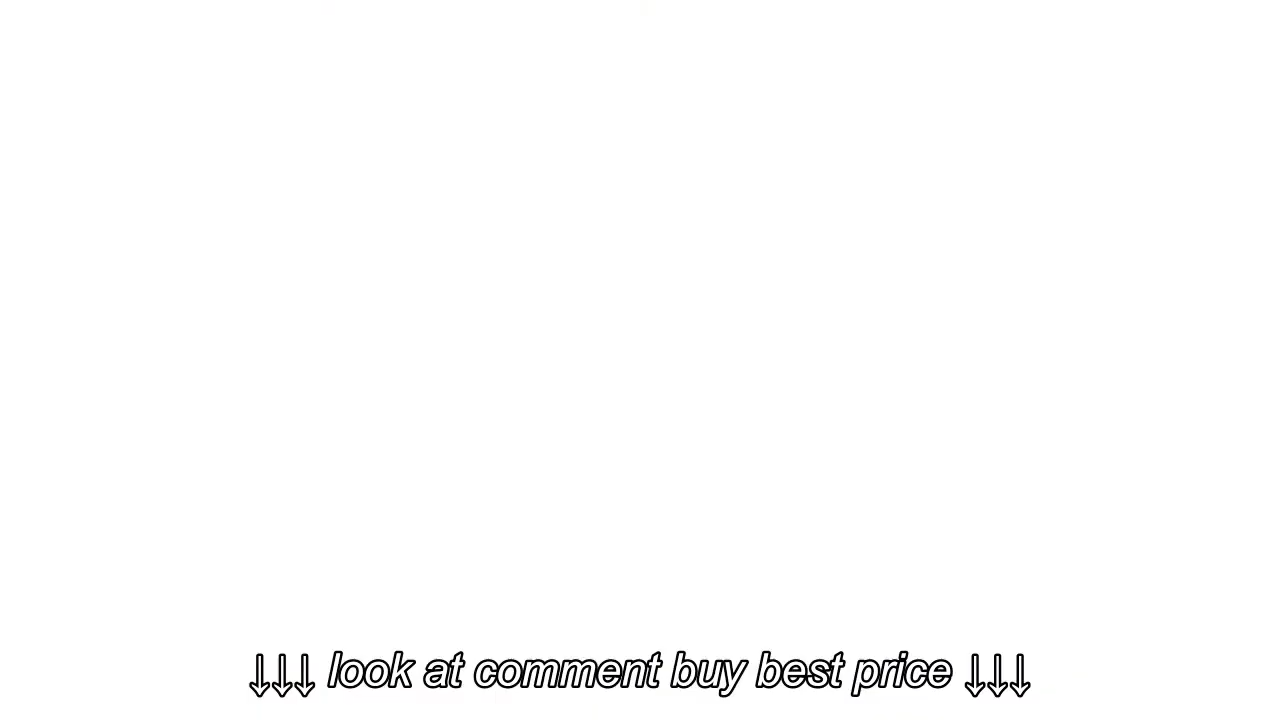 ↓↓↓ look at comment buy best price ↓↓↓